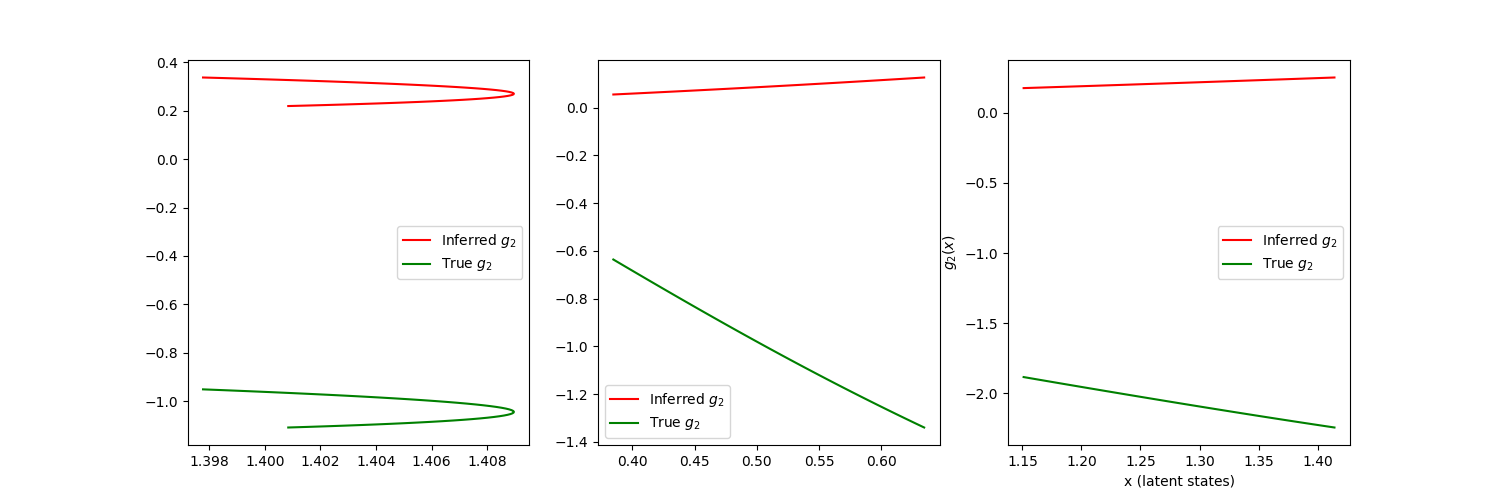 0.4
0.2
0.0
−0.2
−0.4
−0.6
−0.8
−1.0
Inferred g₂
True g₂
1.398 1.400 1.402 1.404 1.406 1.408
0.0
−0.2
−0.4
−0.6
−0.8
−1.0
−1.2
−1.4
Inferred g₂
True g₂
0.40 0.45 0.50 0.55 0.60
g₂(x)
0.0
−0.5
−1.0
−1.5
−2.0
Inferred g₂
True g₂
1.15 1.20 1.25 1.30 1.35 1.40
x (latent states)